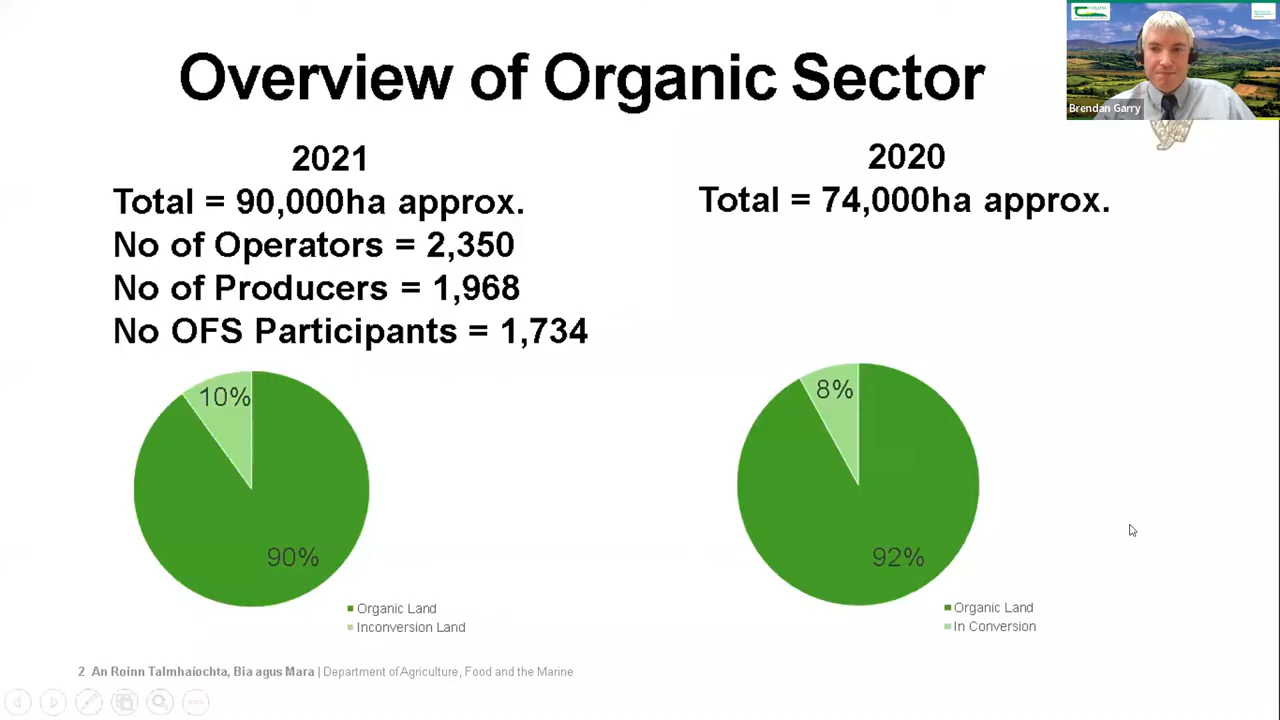 Overview of Organic Sector
Brendan Garry
2021
Total = 90,000ha approx.
No of Operators = 2,350
No of Producers = 1,968
No OFS Participants = 1,734
2020
Total = 74,000ha approx.
10%
90%
Organic Land
Inconversion Land
8%
92%
Organic Land
In Conversion
2 An Roinn Talmhaíochta, Bia agus Mara | Department of Agriculture, Food and the Marine